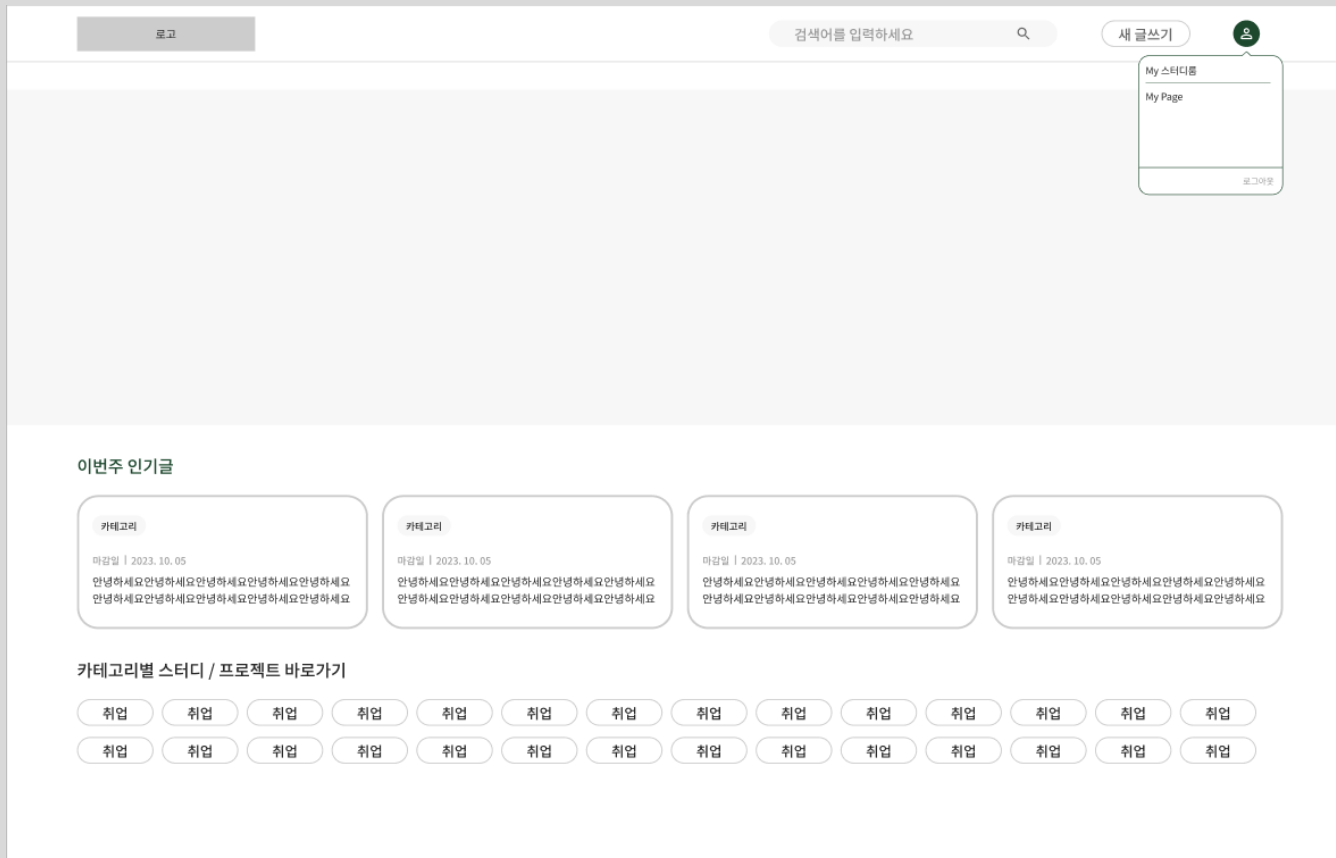 로고
검색어를 입력하세요
새 글쓰기
My 스터디룸
My Page
로그아웃
이번주 인기글
카테고리
마감일 | 2023. 10. 05
안녕하세요안녕하세요안녕하세요안녕하세요안녕하세요
안녕하세요안녕하세요안녕하세요안녕하세요안녕하세요
카테고리
마감일 | 2023. 10. 05
안녕하세요안녕하세요안녕하세요안녕하세요안녕하세요
안녕하세요안녕하세요안녕하세요안녕하세요안녕하세요
카테고리
마감일 | 2023. 10. 05
안녕하세요안녕하세요안녕하세요안녕하세요안녕하세요
안녕하세요안녕하세요안녕하세요안녕하세요안녕하세요
카테고리
마감일 | 2023. 10. 05
안녕하세요안녕하세요안녕하세요안녕하세요안녕하세요
안녕하세요안녕하세요안녕하세요안녕하세요안녕하세요
카테고리별 스터디 / 프로젝트 바로가기
취업 취업 취업 취업 취업 취업 취업 취업 취업 취업 취업 취업 취업 취업
취업 취업 취업 취업 취업 취업 취업 취업 취업 취업 취업 취업 취업 취업